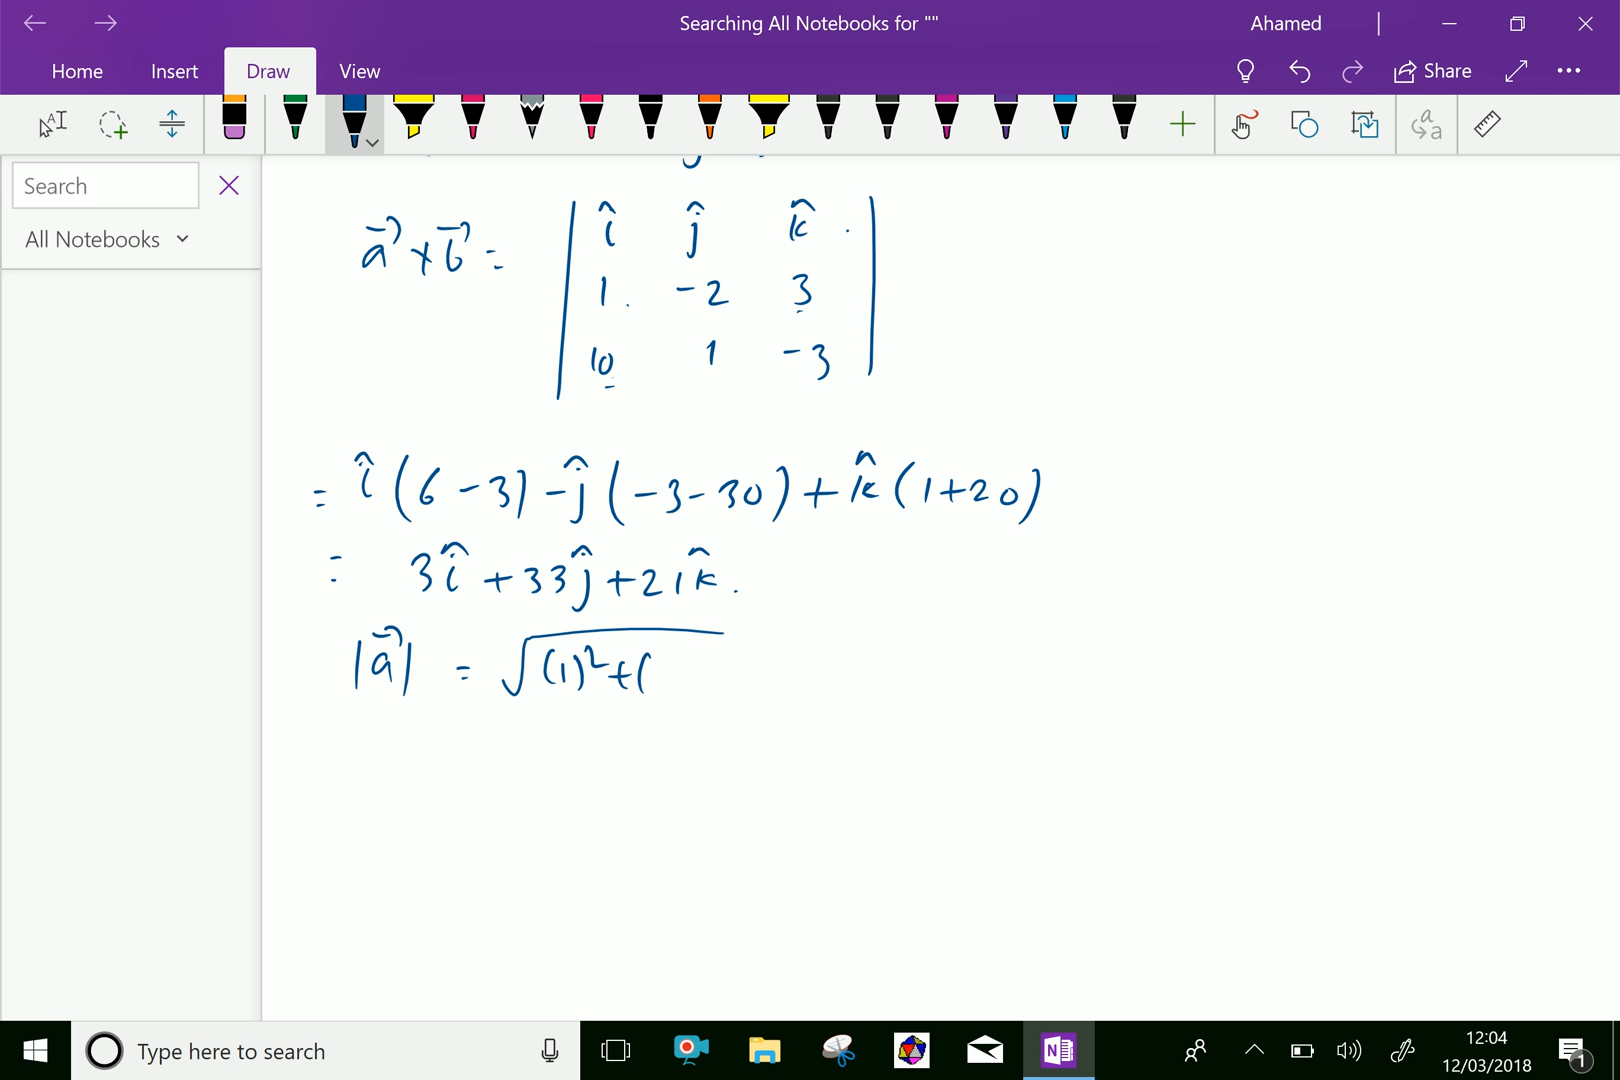 Searching All Notebooks for "" Ahamed
Home Insert Draw View Share
Search
All Notebooks
î ĵ k̂
a⃗ × b⃗ =
1 -2 3
10 1 -3
= î (6 - 3) - ĵ (-3 - 30) + k̂ (1 + 20)
= 3î + 33ĵ + 21k̂.
|a⃗| = √(1)² + (
Type here to search
12:04
12/03/2018
1